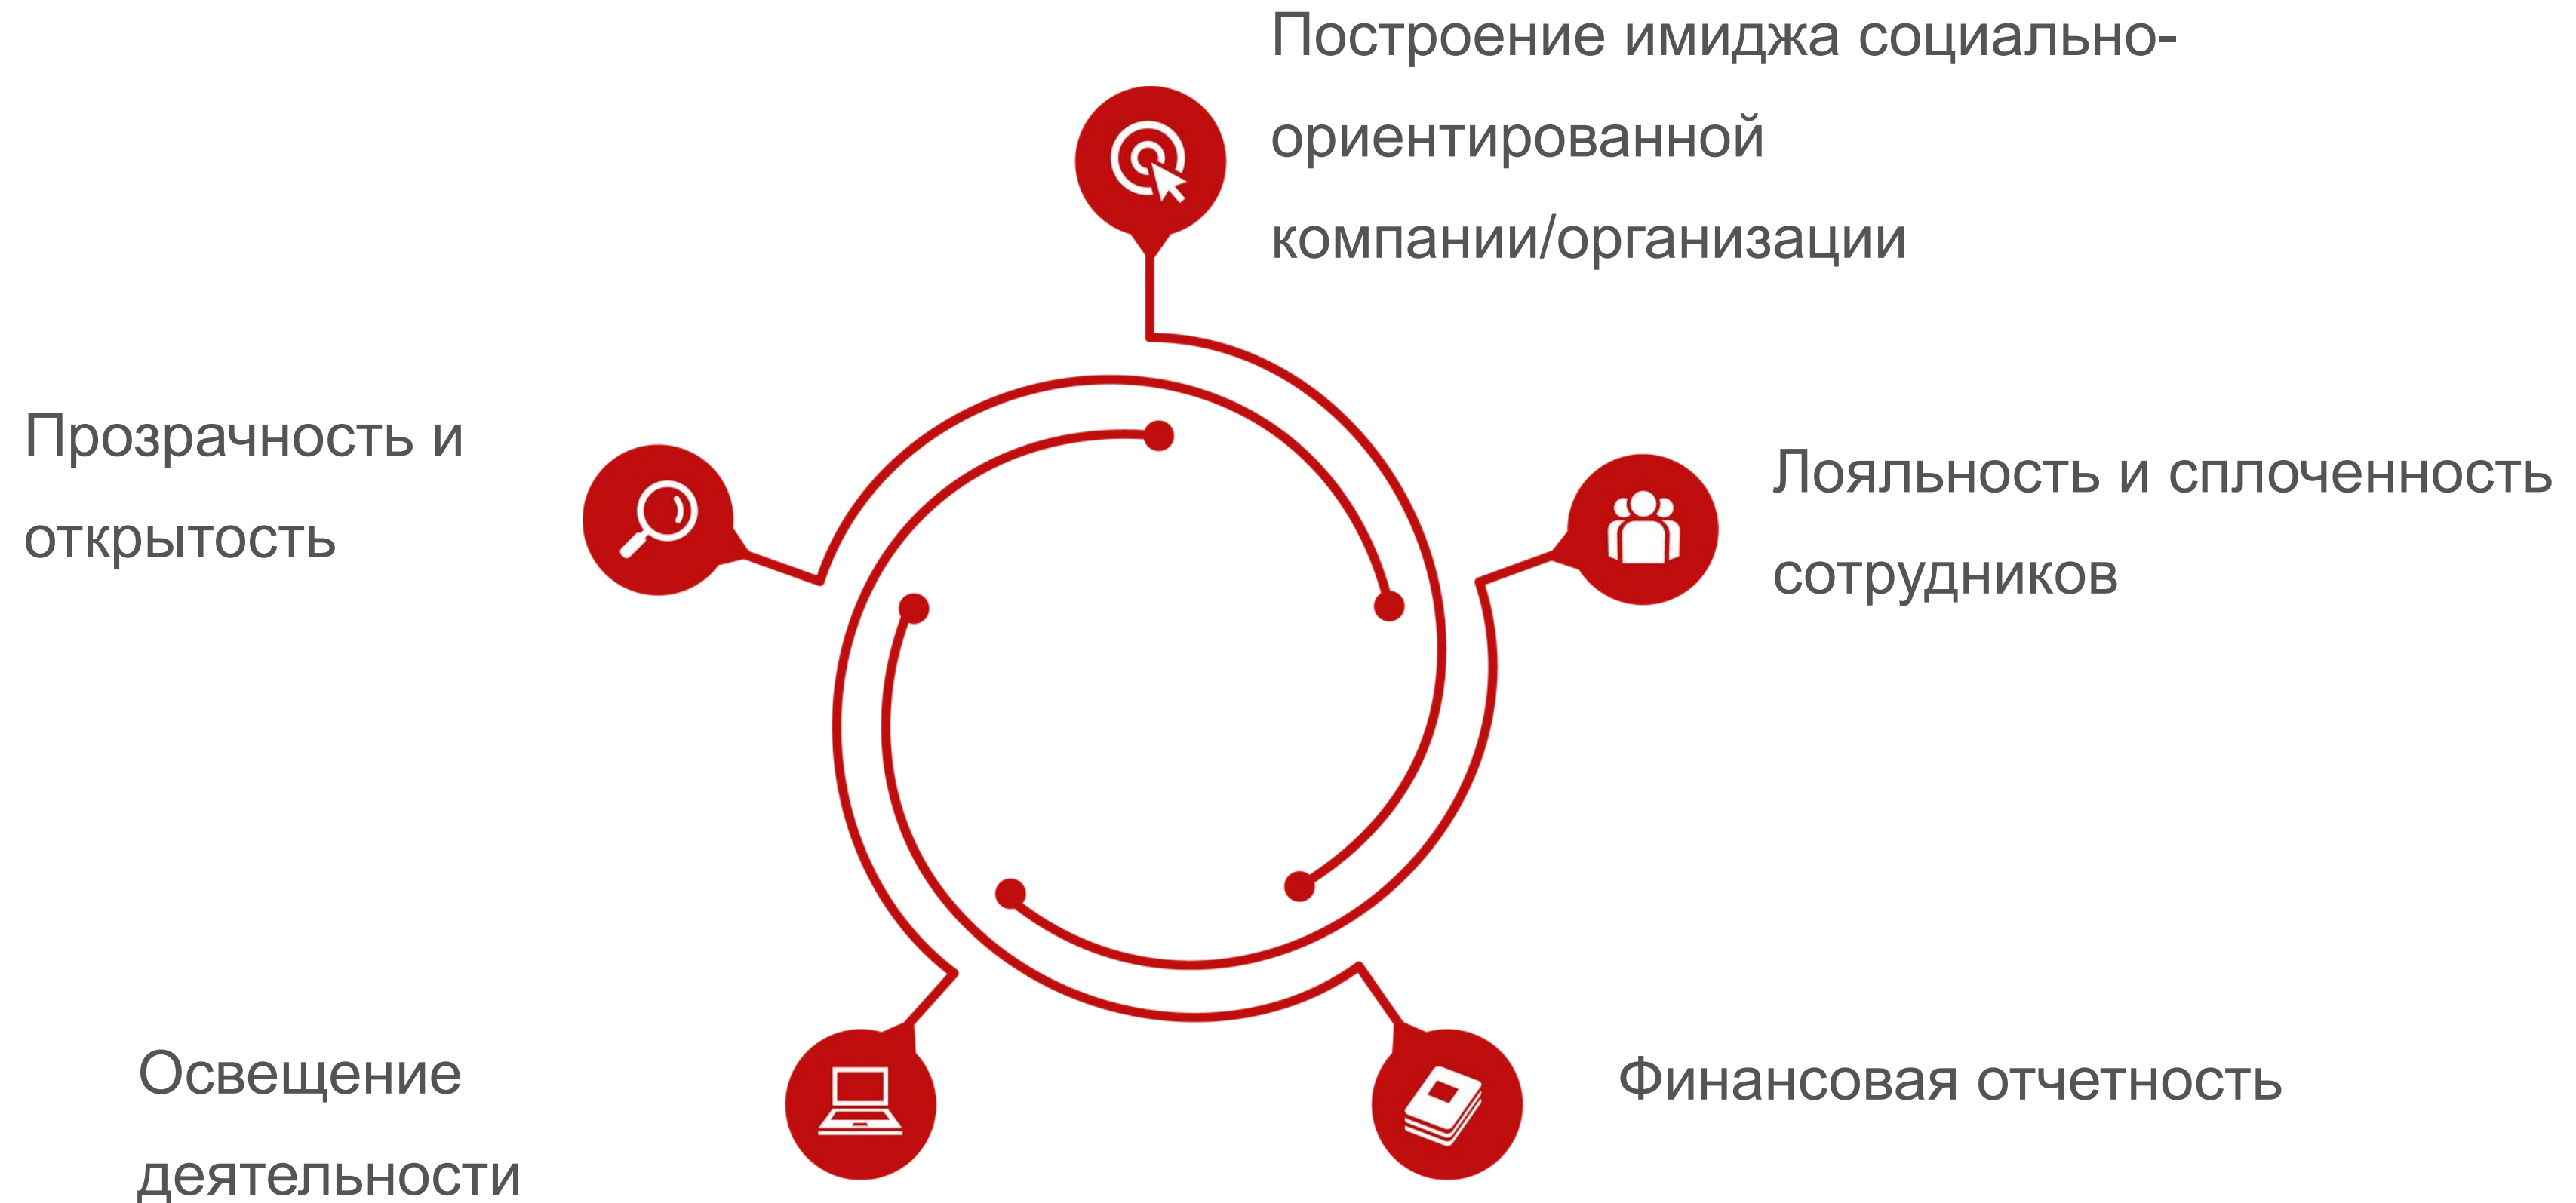 Построение имиджа социально-
ориентированной
компании/организации
Прозрачность и
открытость
Лояльность и сплоченность
сотрудников
Освещение
деятельности
Финансовая отчетность